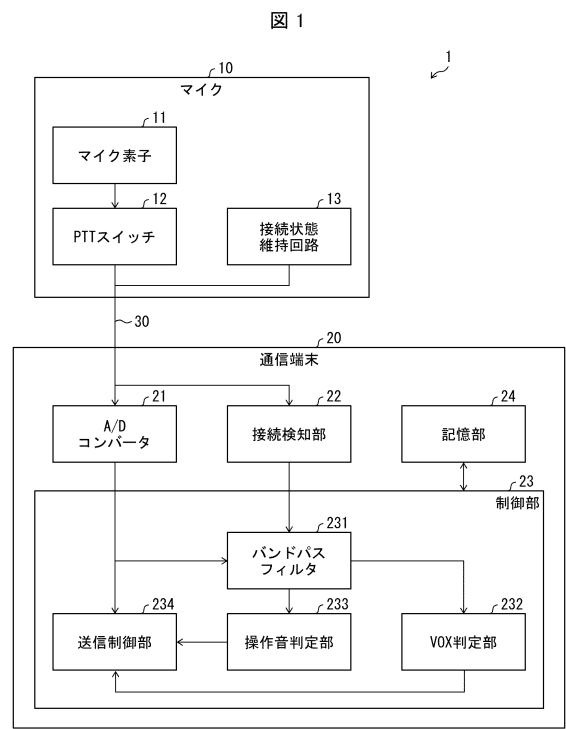 図 1
1
10
マイク
11
マイク素子
12
PTTスイッチ
13
接続状態
維持回路
30
20
通信端末
21
A/D
コンバータ
22
接続検知部
24
記憶部
23
制御部
231
バンドパス
フィルタ
234
送信制御部
233
操作音判定部
232
VOX判定部